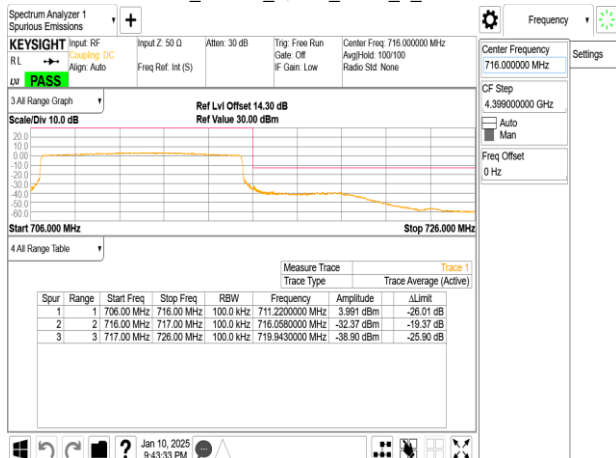 Spectrum Analyzer 1
Spurious Emissions
▼
+
Frequency
▼
KEYSIGHT
Input: RF
Input Z: 50 Ω
Atten: 30 dB
Trig: Free Run
Center Freq: 716.000000 MHz
RL
Coupling: DC
Gate: Off
Avg|Hold: 100/100
Align: Auto
Freq Ref: Int (S)
IF Gain: Low
Radio Std: None
LXI
PASS
Center Frequency
716.000000 MHz
Settings
CF Step
4.399000000 GHz
Auto
Man
Freq Offset
0 Hz
3 All Range Graph
▼
Ref Lvl Offset 14.30 dB
Scale/Div 10.0 dB
Ref Value 30.00 dBm
20.0
10.0
0.00
-10.0
-20.0
-30.0
-40.0
-50.0
-60.0
Start 706.000 MHz
Stop 726.000 MHz
4 All Range Table
▼
Measure Trace
Trace 1
Trace Type
Trace Average (Active)
Spur Range Start Freq Stop Freq RBW Frequency Amplitude ΔLimit
1 1 706.00 MHz 716.00 MHz 100.0 kHz 711.2200000 MHz 3.991 dBm -26.01 dB
2 2 716.00 MHz 717.00 MHz 100.0 kHz 716.0580000 MHz -32.37 dBm -19.37 dB
3 3 717.00 MHz 726.00 MHz 100.0 kHz 719.9430000 MHz -38.90 dBm -25.90 dB
?
Jan 10, 2025
9:43:33 PM